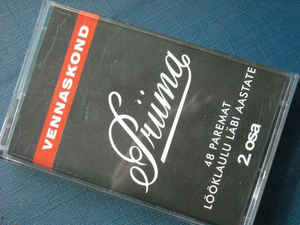 VENNASKOND
Priima
48 PAREMAT
LÖÖKLAULU LÄBI AASTATE
2 osa